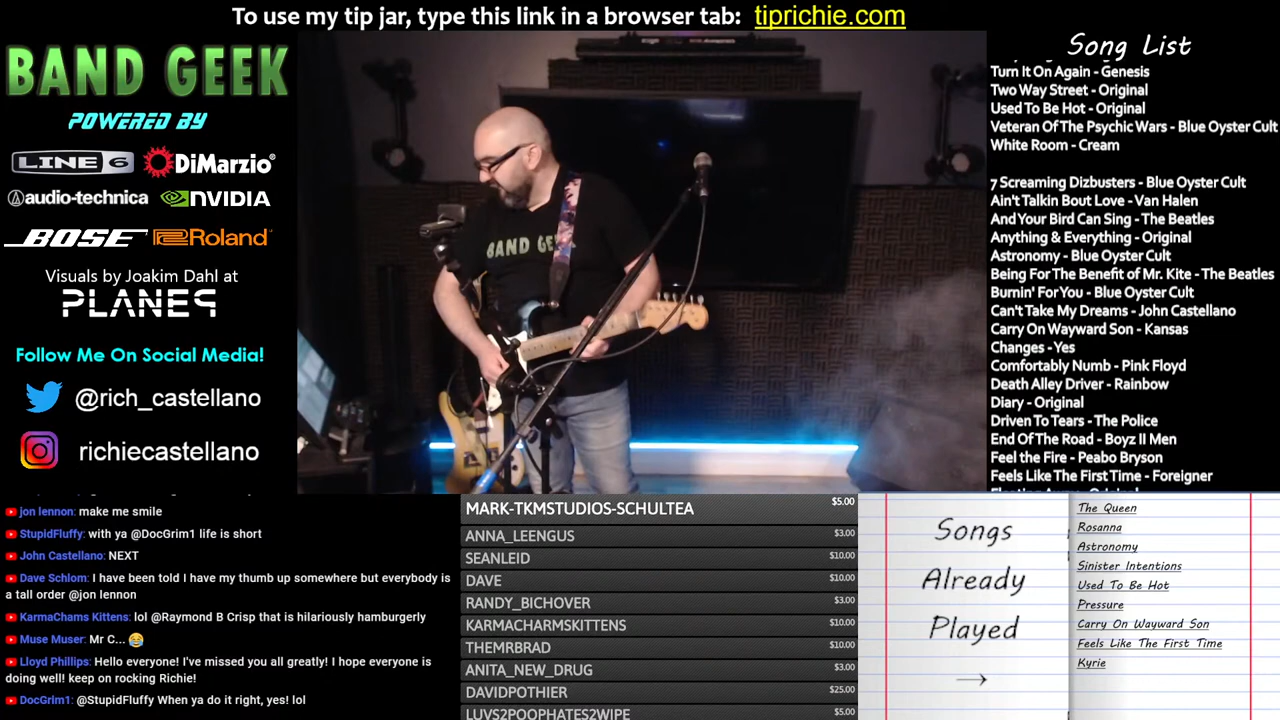 To use my tip jar, type this link in a browser tab: tiprichie.com
BAND GEEK
POWERED BY
LINE 6
DiMarzio
audio-technica
NVIDIA
BOSE
Roland
Visuals by Joakim Dahl at
PLANE9
Follow Me On Social Media!
@rich_castellano
richiecastellano
BAND GE
Song List
Turn It On Again - Genesis
Two Way Street - Original
Used To Be Hot - Original
Veteran Of The Psychic Wars - Blue Oyster Cult
White Room - Cream
7 Screaming Dizbusters - Blue Oyster Cult
Ain't Talkin Bout Love - Van Halen
And Your Bird Can Sing - The Beatles
Anything & Everything - Original
Astronomy - Blue Oyster Cult
Being For The Benefit of Mr. Kite - The Beatles
Burnin' For You - Blue Oyster Cult
Can't Take My Dreams - John Castellano
Carry On Wayward Son - Kansas
Changes - Yes
Comfortably Numb - Pink Floyd
Death Alley Driver - Rainbow
Diary - Original
Driven To Tears - The Police
End Of The Road - Boyz II Men
Feel the Fire - Peabo Bryson
Feels Like The First Time - Foreigner
jon lennon: make me smile
StupidFluffy: with ya @DocGrim1 life is short
John Castellano: NEXT
Dave Schlom: I have been told I have my thumb up somewhere but everybody is
a tall order @jon lennon
KarmaChams Kittens: lol @Raymond B Crisp that is hilariously hamburgerly
Muse Muser: Mr C... 😂
Lloyd Phillips: Hello everyone! I've missed you all greatly! I hope everyone is
doing well! keep on rocking Richie!
DocGrim1: @StupidFluffy When ya do it right, yes! lol
MARK-TKMSTUDIOS-SCHULTEA $5.00
ANNA_LEENGUS $3.00
SEANLEID $10.00
DAVE $10.00
RANDY_BICHOVER $3.00
KARMACHARMSKITTENS $10.00
THEMRBRAD $10.00
ANITA_NEW_DRUG $3.00
DAVIDPOTHIER $25.00
LUVS2POOPHATES2WIPE $5.00
Songs
Already
Played
→
The Queen
Rosanna
Astronomy
Sinister Intentions
Used To Be Hot
Pressure
Carry On Wayward Son
Feels Like The First Time
Kyrie